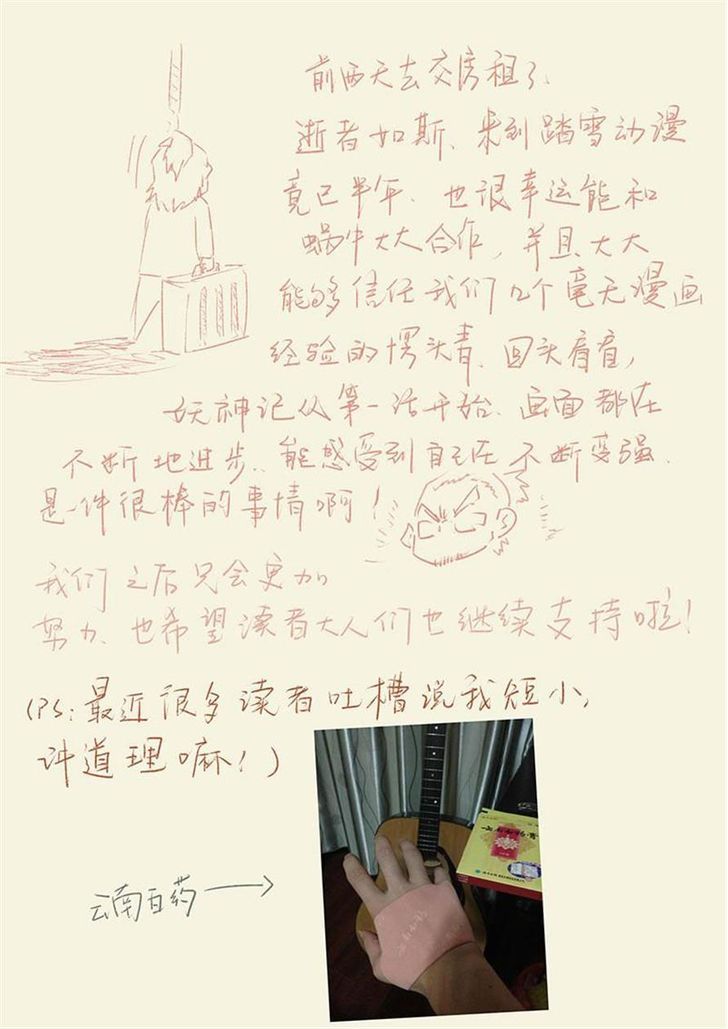 前两天去交房租了、
逝者如斯、来到踏雪动漫
竟已半年、也很幸运能和
蜗牛大大合作，并且大大
能够信任我们几个毫无漫画
经验的愣头青、回头看看，
妖神记从第一话开始、画面都在
不断地进步、能感受到自己在不断变强、
是一件很棒的事情啊！
我们之后只会更加
努力、也希望读者大人们也继续支持啦！
(PS:最近很多读者吐槽说我短小，
讲道理嘛！)
云南白药
云南白药膏